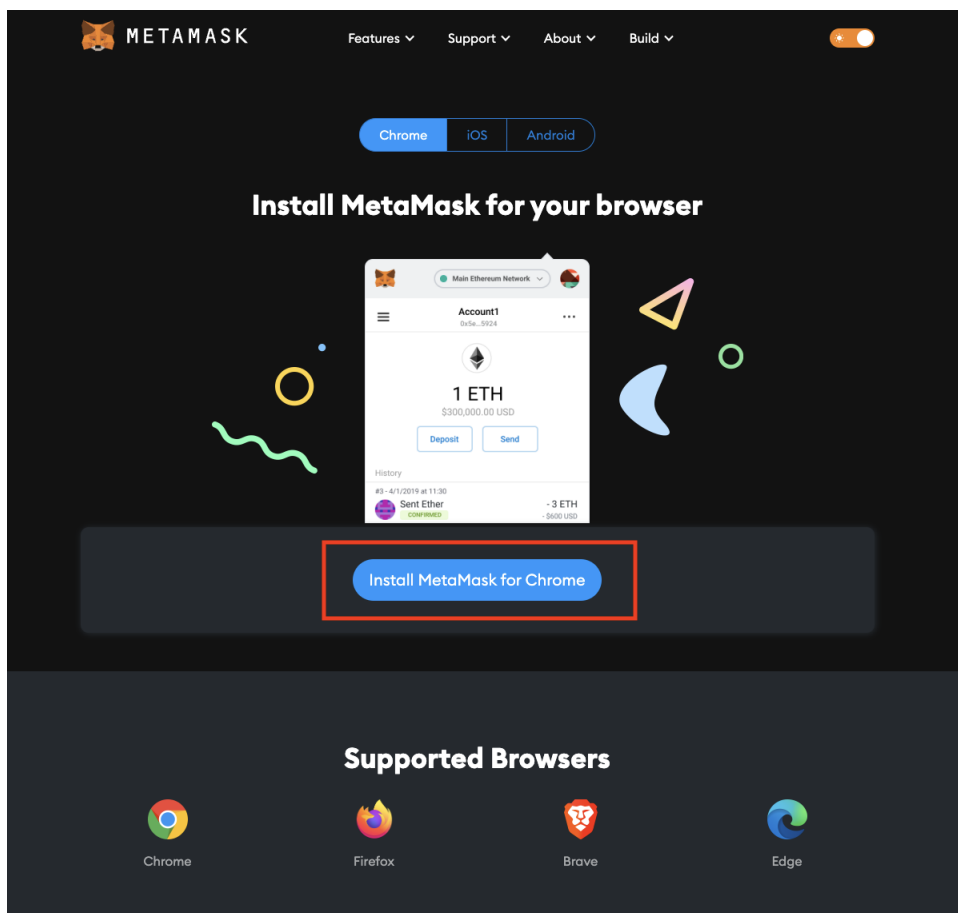 METAMASK
Features Support About Build
Chrome iOS Android
Install MetaMask for your browser
Main Ethereum Network
Account1
0x5e...5924
1 ETH
$300,000.00 USD
Deposit Send
History
#3 - 4/1/2019 at 11:30
Sent Ether - 3 ETH
CONFIRMED - $600 USD
Install MetaMask for Chrome
Supported Browsers
Chrome Firefox Brave Edge